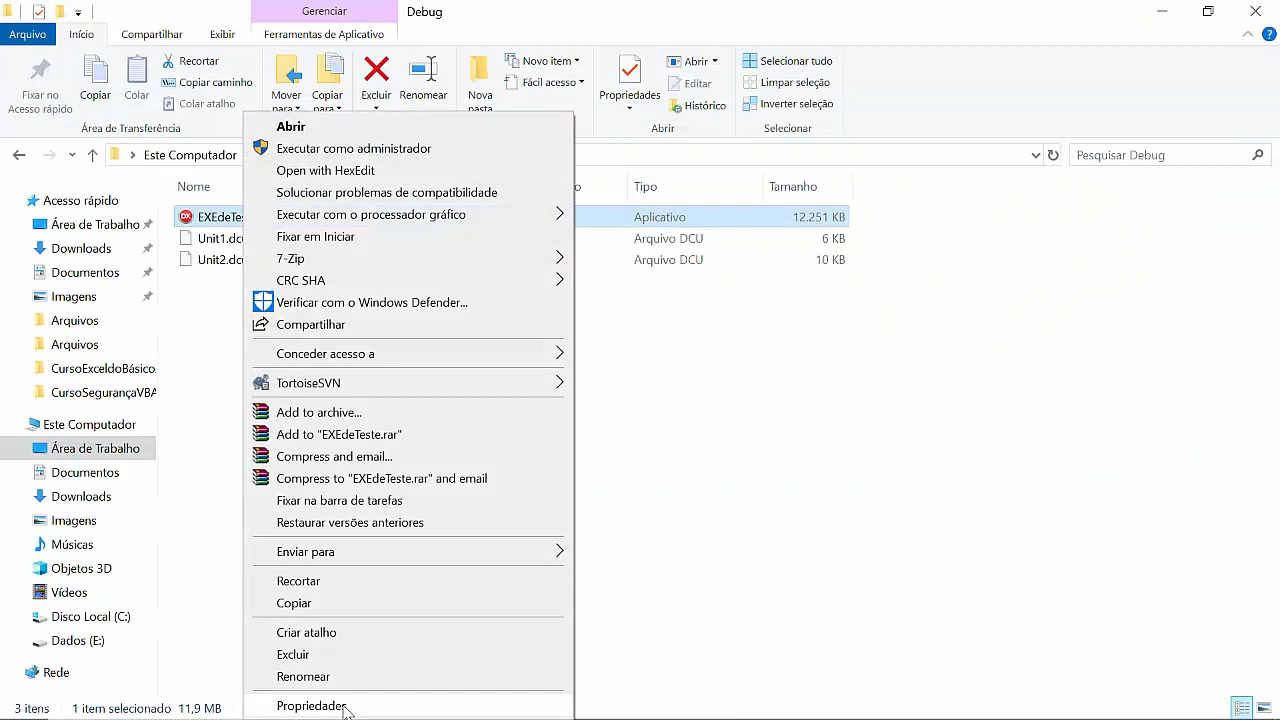 Gerenciar
Debug
Arquivo
Início
Compartilhar
Exibir
Ferramentas de Aplicativo
Fixar no
Acesso rápido
Copiar
Colar
Recortar
Copiar caminho
Colar atalho
Área de Transferência
Mover
para
Copiar
para
Excluir
Renomear
Nova
pasta
Novo item
Fácil acesso
Propriedades
Abrir
Editar
Histórico
Abrir
Selecionar tudo
Limpar seleção
Inverter seleção
Selecionar
Este Computador
Pesquisar Debug
Nome
Tipo
Tamanho
EXEdeTes
Aplicativo
12.251 KB
Unit1.dcu
Arquivo DCU
6 KB
Unit2.dcu
Arquivo DCU
10 KB
Acesso rápido
Área de Trabalho
Downloads
Documentos
Imagens
Arquivos
Arquivos
CursoExceldoBásico
CursoSegurançaVBA
Este Computador
Área de Trabalho
Documentos
Downloads
Imagens
Músicas
Objetos 3D
Vídeos
Disco Local (C:)
Dados (E:)
Rede
Abrir
Executar como administrador
Open with HexEdit
Solucionar problemas de compatibilidade
Executar com o processador gráfico
Fixar em Iniciar
7-Zip
CRC SHA
Verificar com o Windows Defender...
Compartilhar
Conceder acesso a
TortoiseSVN
Add to archive...
Add to "EXEdeTeste.rar"
Compress and email...
Compress to "EXEdeTeste.rar" and email
Fixar na barra de tarefas
Restaurar versões anteriores
Enviar para
Recortar
Copiar
Criar atalho
Excluir
Renomear
Propriedades
3 itens
1 item selecionado 11,9 MB